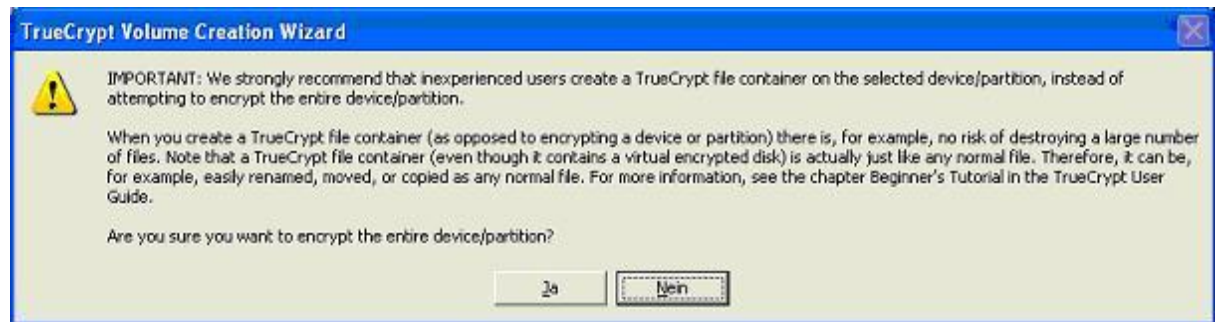 TrueCrypt Volume Creation Wizard
IMPORTANT: We strongly recommend that inexperienced users create a TrueCrypt file container on the selected device/partition, instead of
attempting to encrypt the entire device/partition.
When you create a TrueCrypt file container (as opposed to encrypting a device or partition) there is, for example, no risk of destroying a large number
of files. Note that a TrueCrypt file container (even though it contains a virtual encrypted disk) is actually just like any normal file. Therefore, it can be,
for example, easily renamed, moved, or copied as any normal file. For more information, see the chapter Beginner's Tutorial in the TrueCrypt User
Guide.
Are you sure you want to encrypt the entire device/partition?
Ja
Nein